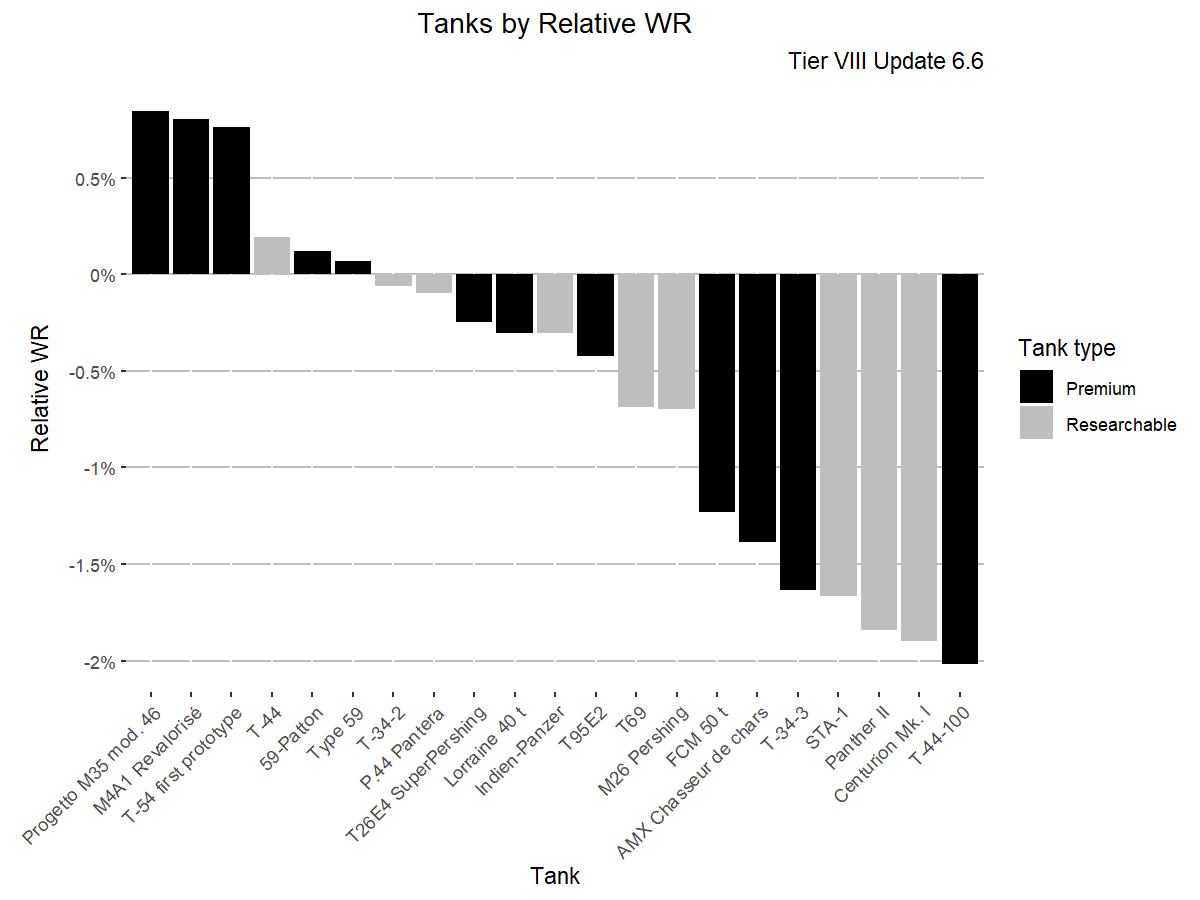 Tanks by Relative WR
Tier VIII Update 6.6
Relative WR
0.5%
0%
-0.5%
-1%
-1.5%
-2%
Progetto M35 mod. 46
M4A1 Revalorisé
T-54 first prototype
T-44
59-Patton
Type 59
T-34-2
P.44 Pantera
T26E4 SuperPershing
Lorraine 40 t
Indien-Panzer
T95E2
T69
M26 Pershing
FCM 50 t
AMX Chasseur de chars
T-34-3
STA-1
Panther II
Centurion Mk. I
T-44-100
Tank
Tank type
Premium
Researchable